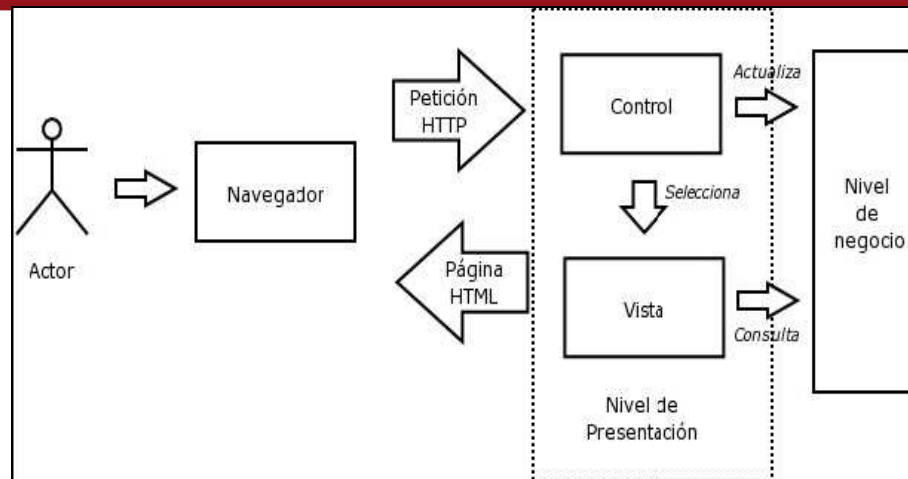 Actor
Navegador
Petición
HTTP
Página
HTML
Control
Actualiza
Selecciona
Vista
Consulta
Nivel de
Presentación
Nivel
de
negocio